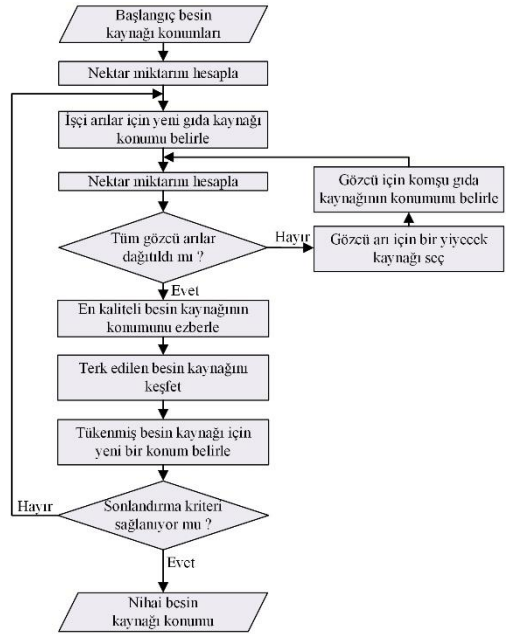 Başlangıç besin
kaynağı konumları
Nektar miktarını hesapla
İşçi arılar için yeni gıda kaynağı
konumu belirle
Nektar miktarını hesapla
Gözcü için komşu gıda
kaynağının konumunu belirle
Tüm gözcü arılar
dağıtıldı mı ?
Hayır
Gözcü arı için bir yiyecek
kaynağı seç
Evet
En kaliteli besin kaynağının
konumunu ezberle
Terk edilen besin kaynağını
keşfet
Tükenmiş besin kaynağı için
yeni bir konum belirle
Hayır
Sonlandırma kriteri
sağlanıyor mu ?
Evet
Nihai besin
kaynağı konumu